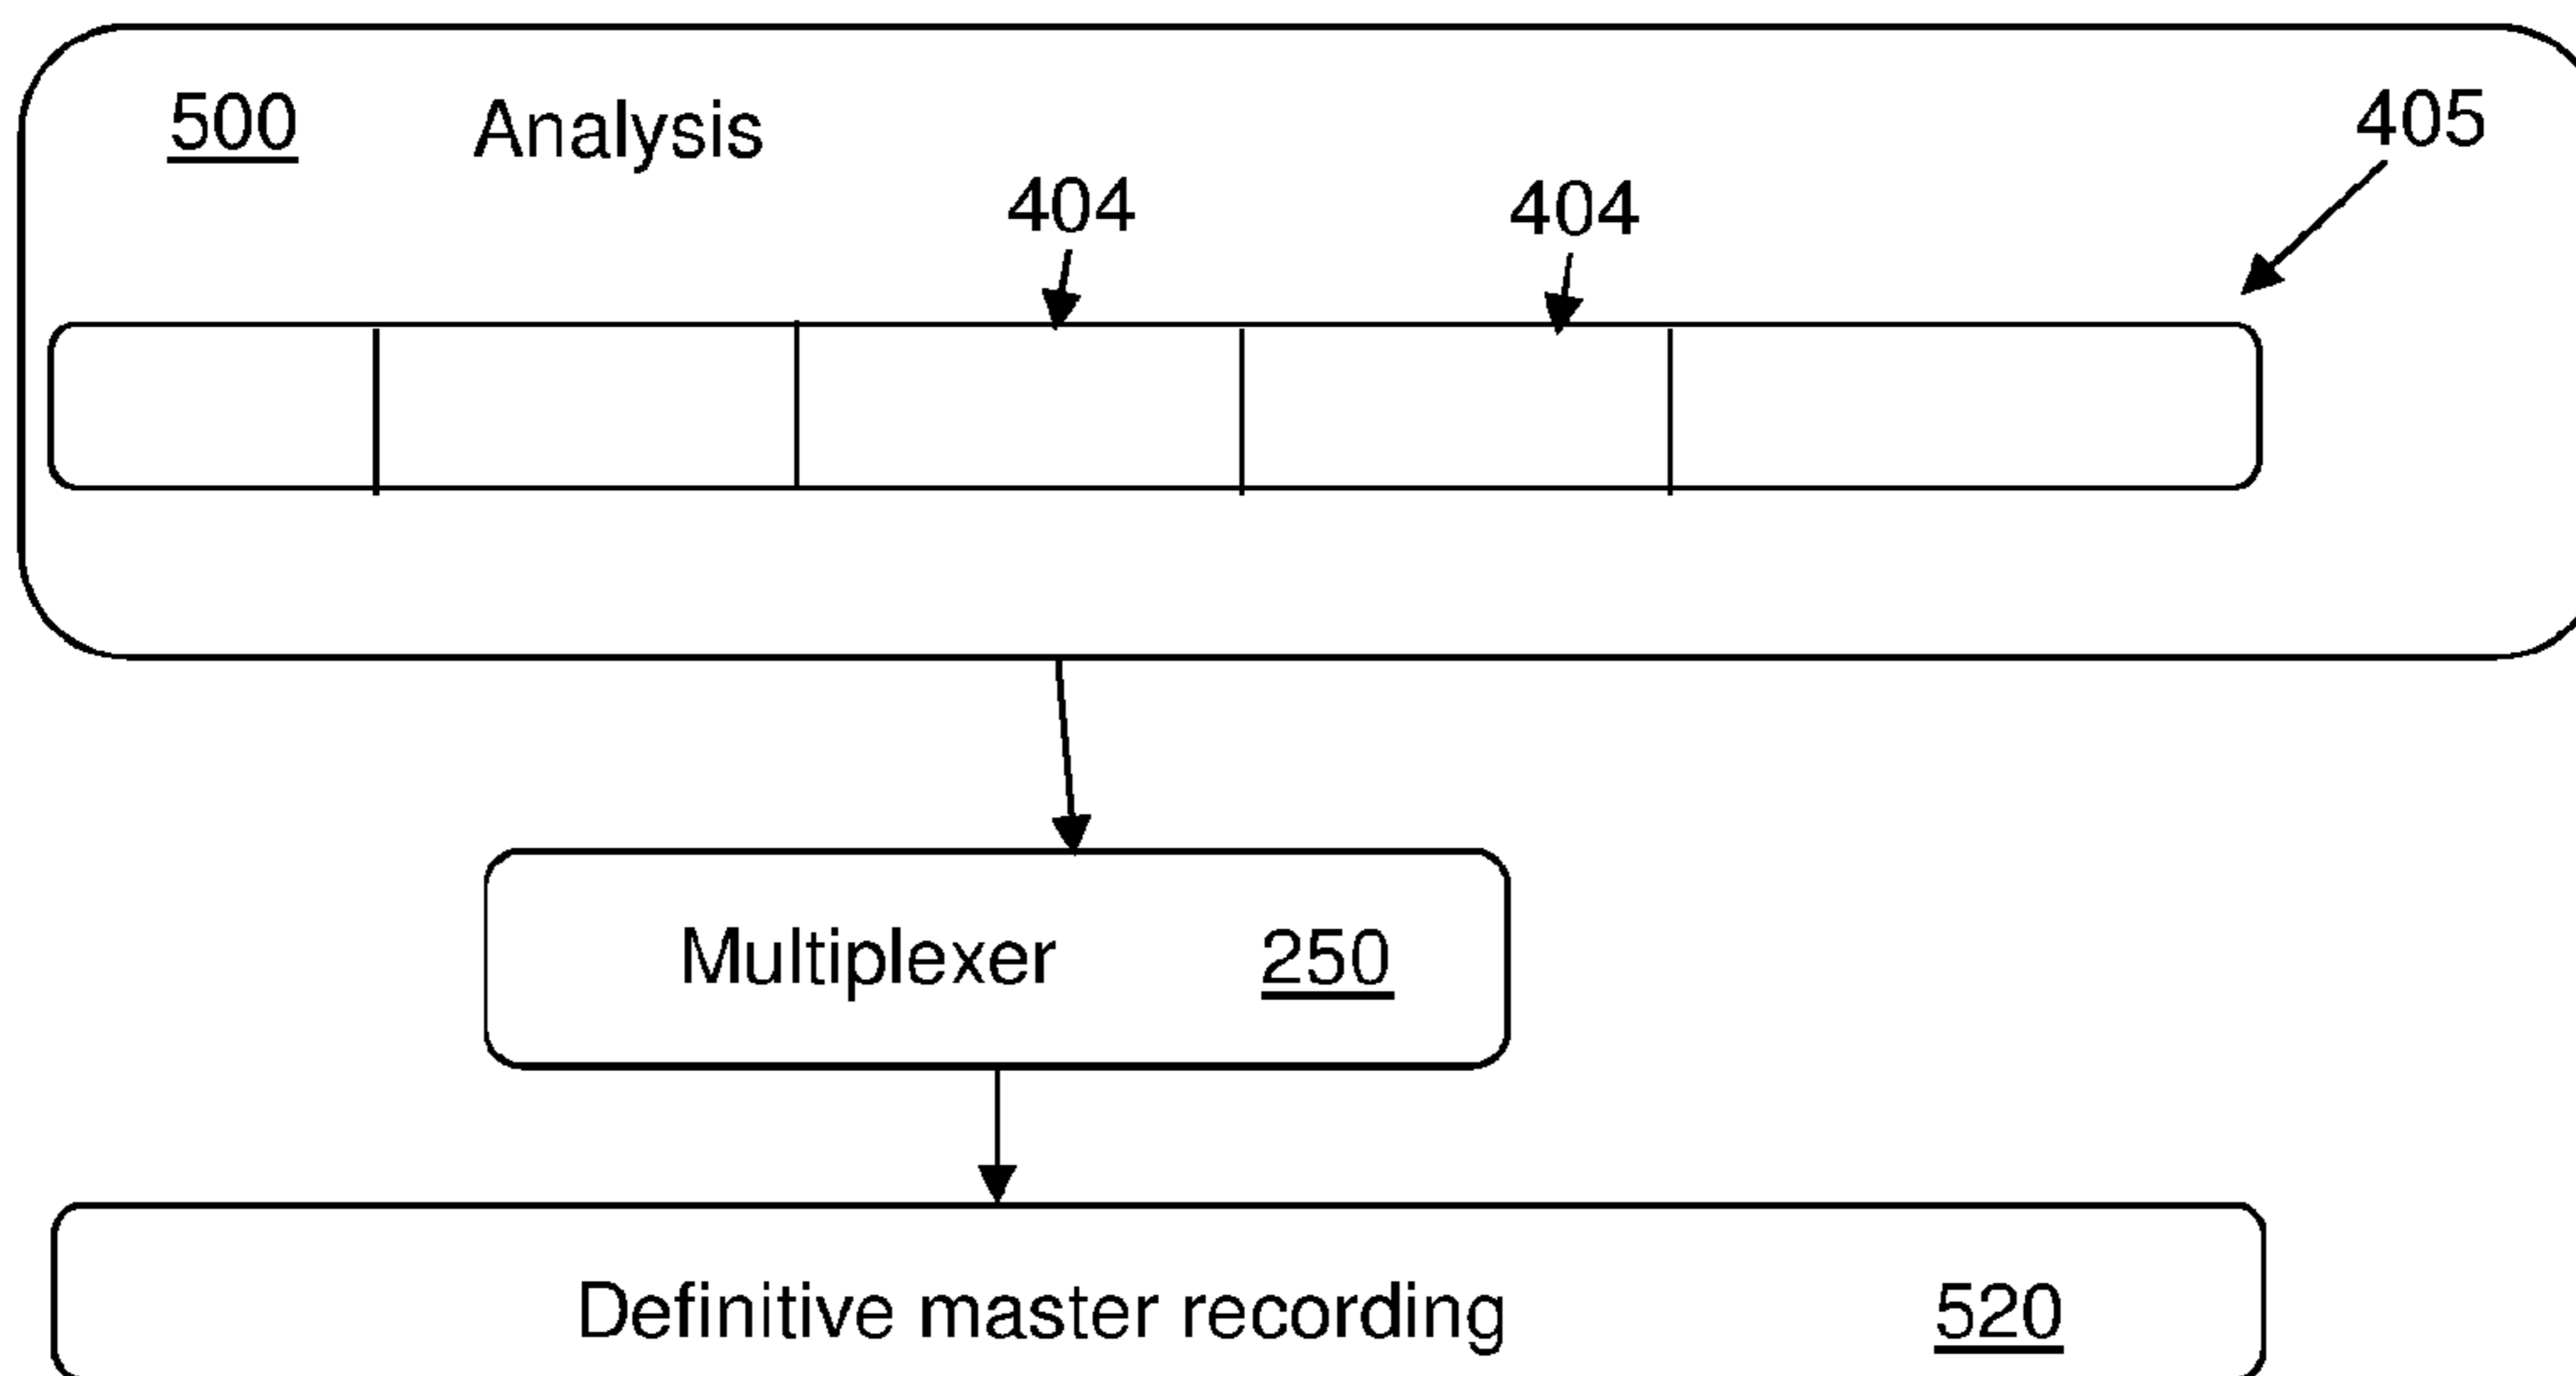 500 Analysis 405
404 404
Multiplexer 250
Definitive master recording 520